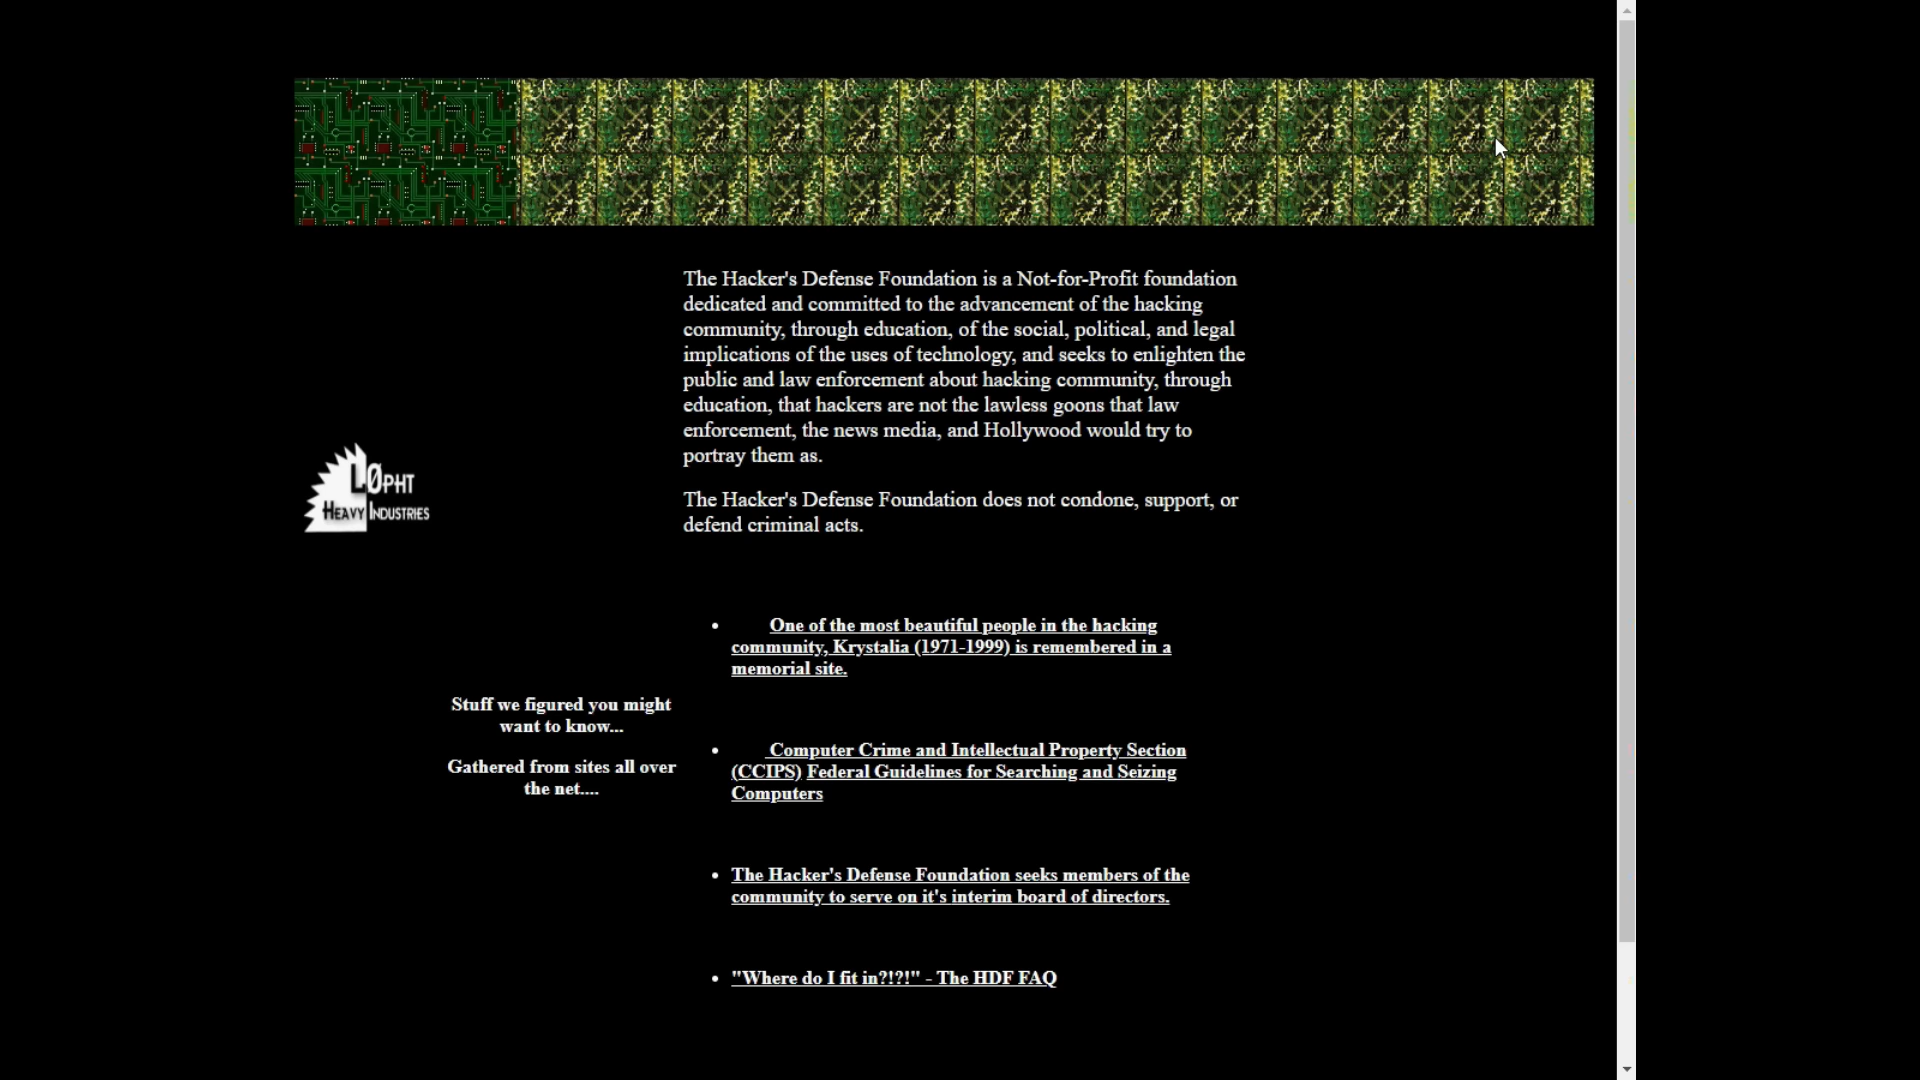 The Hacker's Defense Foundation is a Not-for-Profit foundation
dedicated and committed to the advancement of the hacking
community, through education, of the social, political, and legal
implications of the uses of technology, and seeks to enlighten the
public and law enforcement about hacking community, through
education, that hackers are not the lawless goons that law
enforcement, the news media, and Hollywood would try to
portray them as.
The Hacker's Defense Foundation does not condone, support, or
defend criminal acts.
LØPHT
HEAVY INDUSTRIES
Stuff we figured you might
want to know...
Gathered from sites all over
the net....
• One of the most beautiful people in the hacking
community, Krystalia (1971-1999) is remembered in a
memorial site.
• Computer Crime and Intellectual Property Section
(CCIPS) Federal Guidelines for Searching and Seizing
Computers
• The Hacker's Defense Foundation seeks members of the
community to serve on it's interim board of directors.
• "Where do I fit in?!?!" - The HDF FAQ